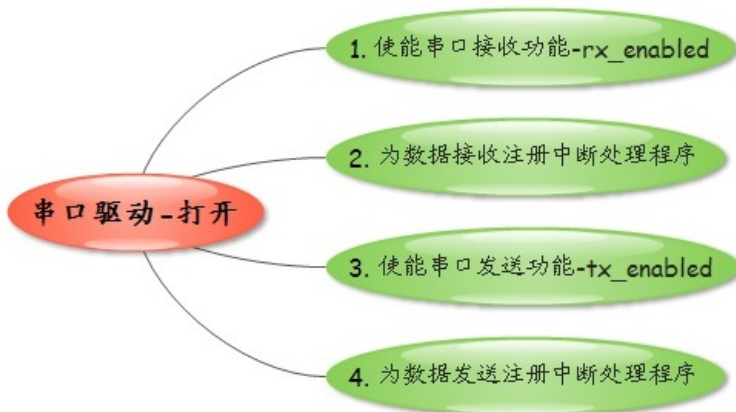 1. 使能串口接收功能-rx_enabled
2. 为数据接收注册中断处理程序
串口驱动-打开
3. 使能串口发送功能-tx_enabled
4. 为数据发送注册中断处理程序